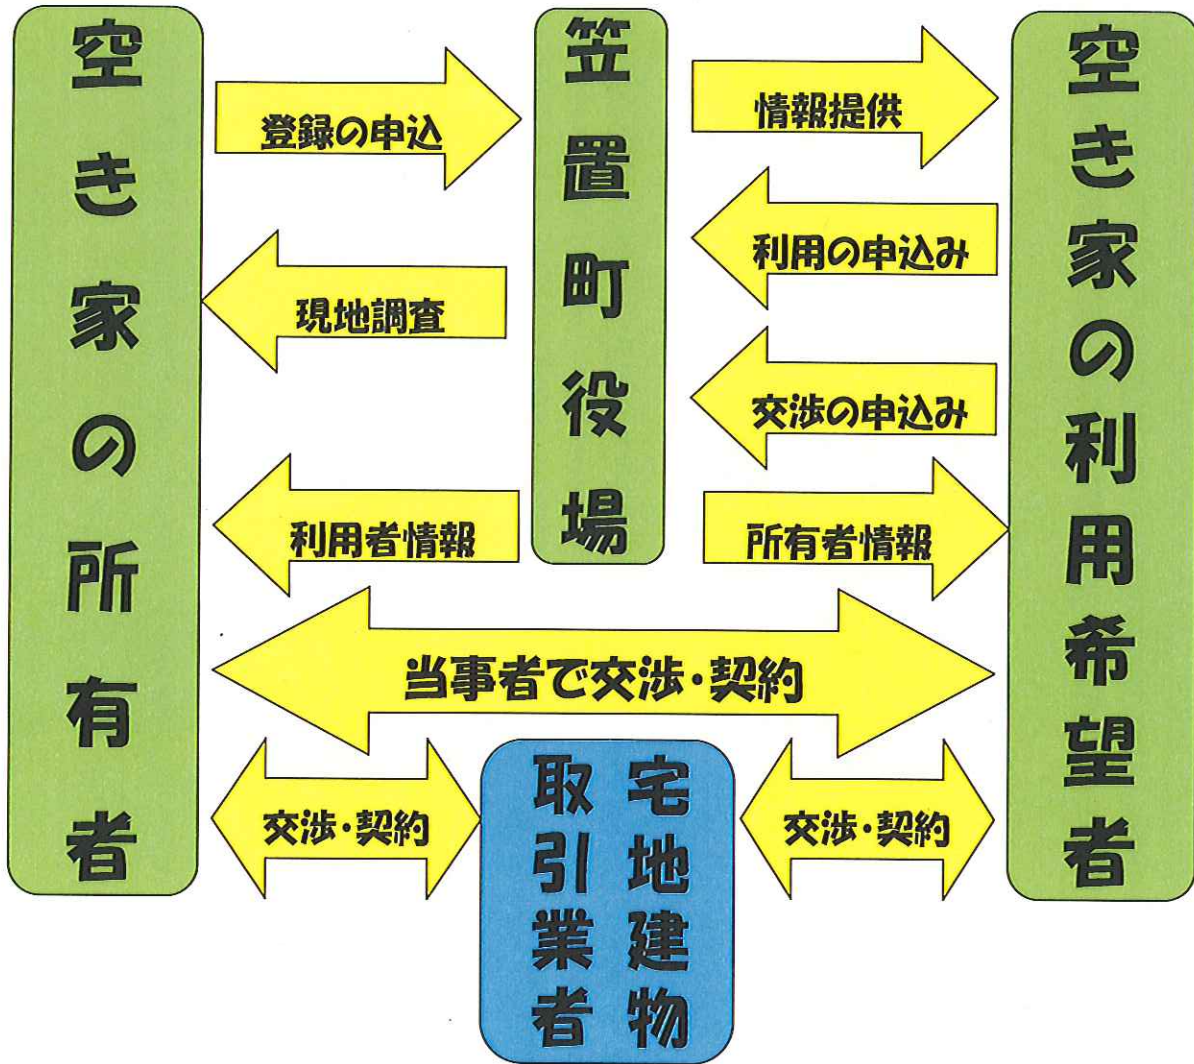 空き家の所有者
笠置町役場
空き家の利用希望者
登録の申込
情報提供
利用の申込み
現地調査
交渉の申込み
利用者情報
所有者情報
当事者で交渉・契約
交渉・契約
宅地建物
取引業者
交渉・契約